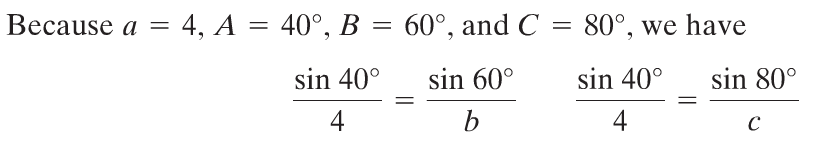 Because a = 4, A = 40°, B = 60°, and C = 80°, we have
sin 40°/4 = sin 60°/b    sin 40°/4 = sin 80°/c